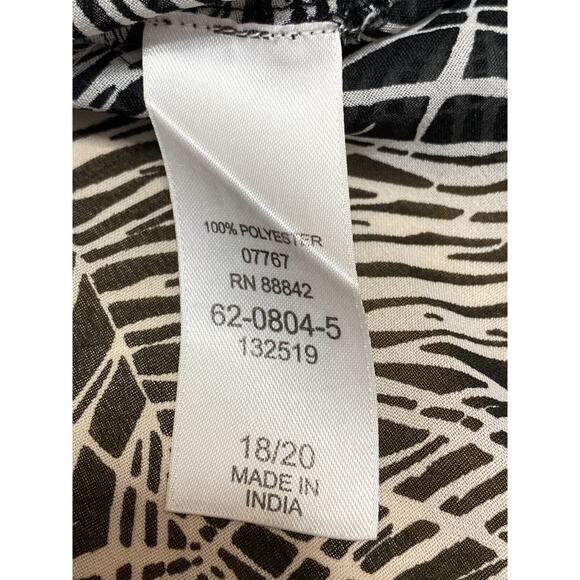 100% POLYESTER
07767
RN 88842
62-0804-5
132519
18/20
MADE IN
INDIA